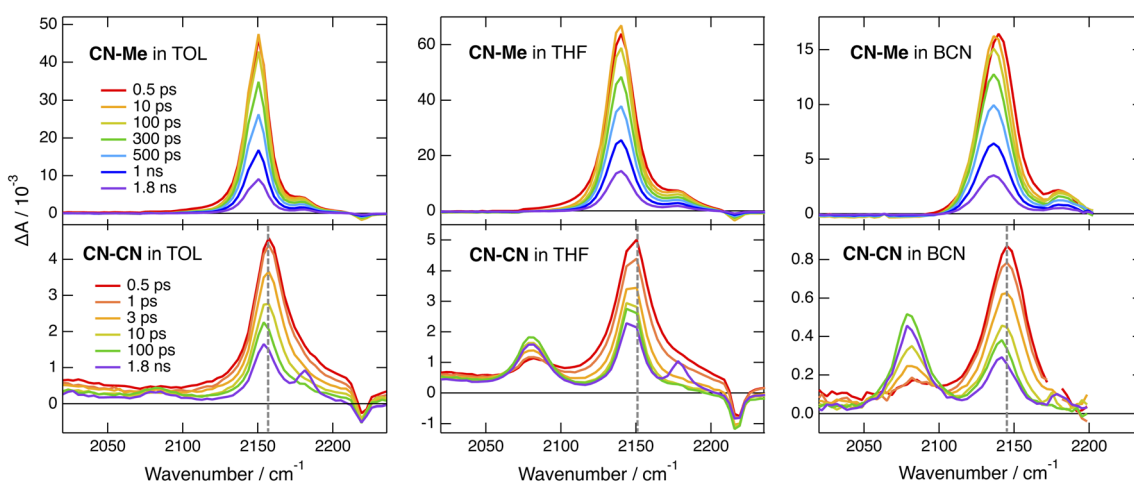 50
40
30
20
10
0
CN-Me in TOL
0.5 ps
10 ps
100 ps
300 ps
500 ps
1 ns
1.8 ns
60
40
20
0
CN-Me in THF
15
10
5
0
CN-Me in BCN
ΔA / 10⁻³
4
3
2
1
0
CN-CN in TOL
0.5 ps
1 ps
3 ps
10 ps
100 ps
1.8 ns
2050 2100 2150 2200
Wavenumber / cm⁻¹
5
4
3
2
1
0
-1
CN-CN in THF
2050 2100 2150 2200
Wavenumber / cm⁻¹
0.8
0.6
0.4
0.2
0.0
CN-CN in BCN
2050 2100 2150 2200
Wavenumber / cm⁻¹